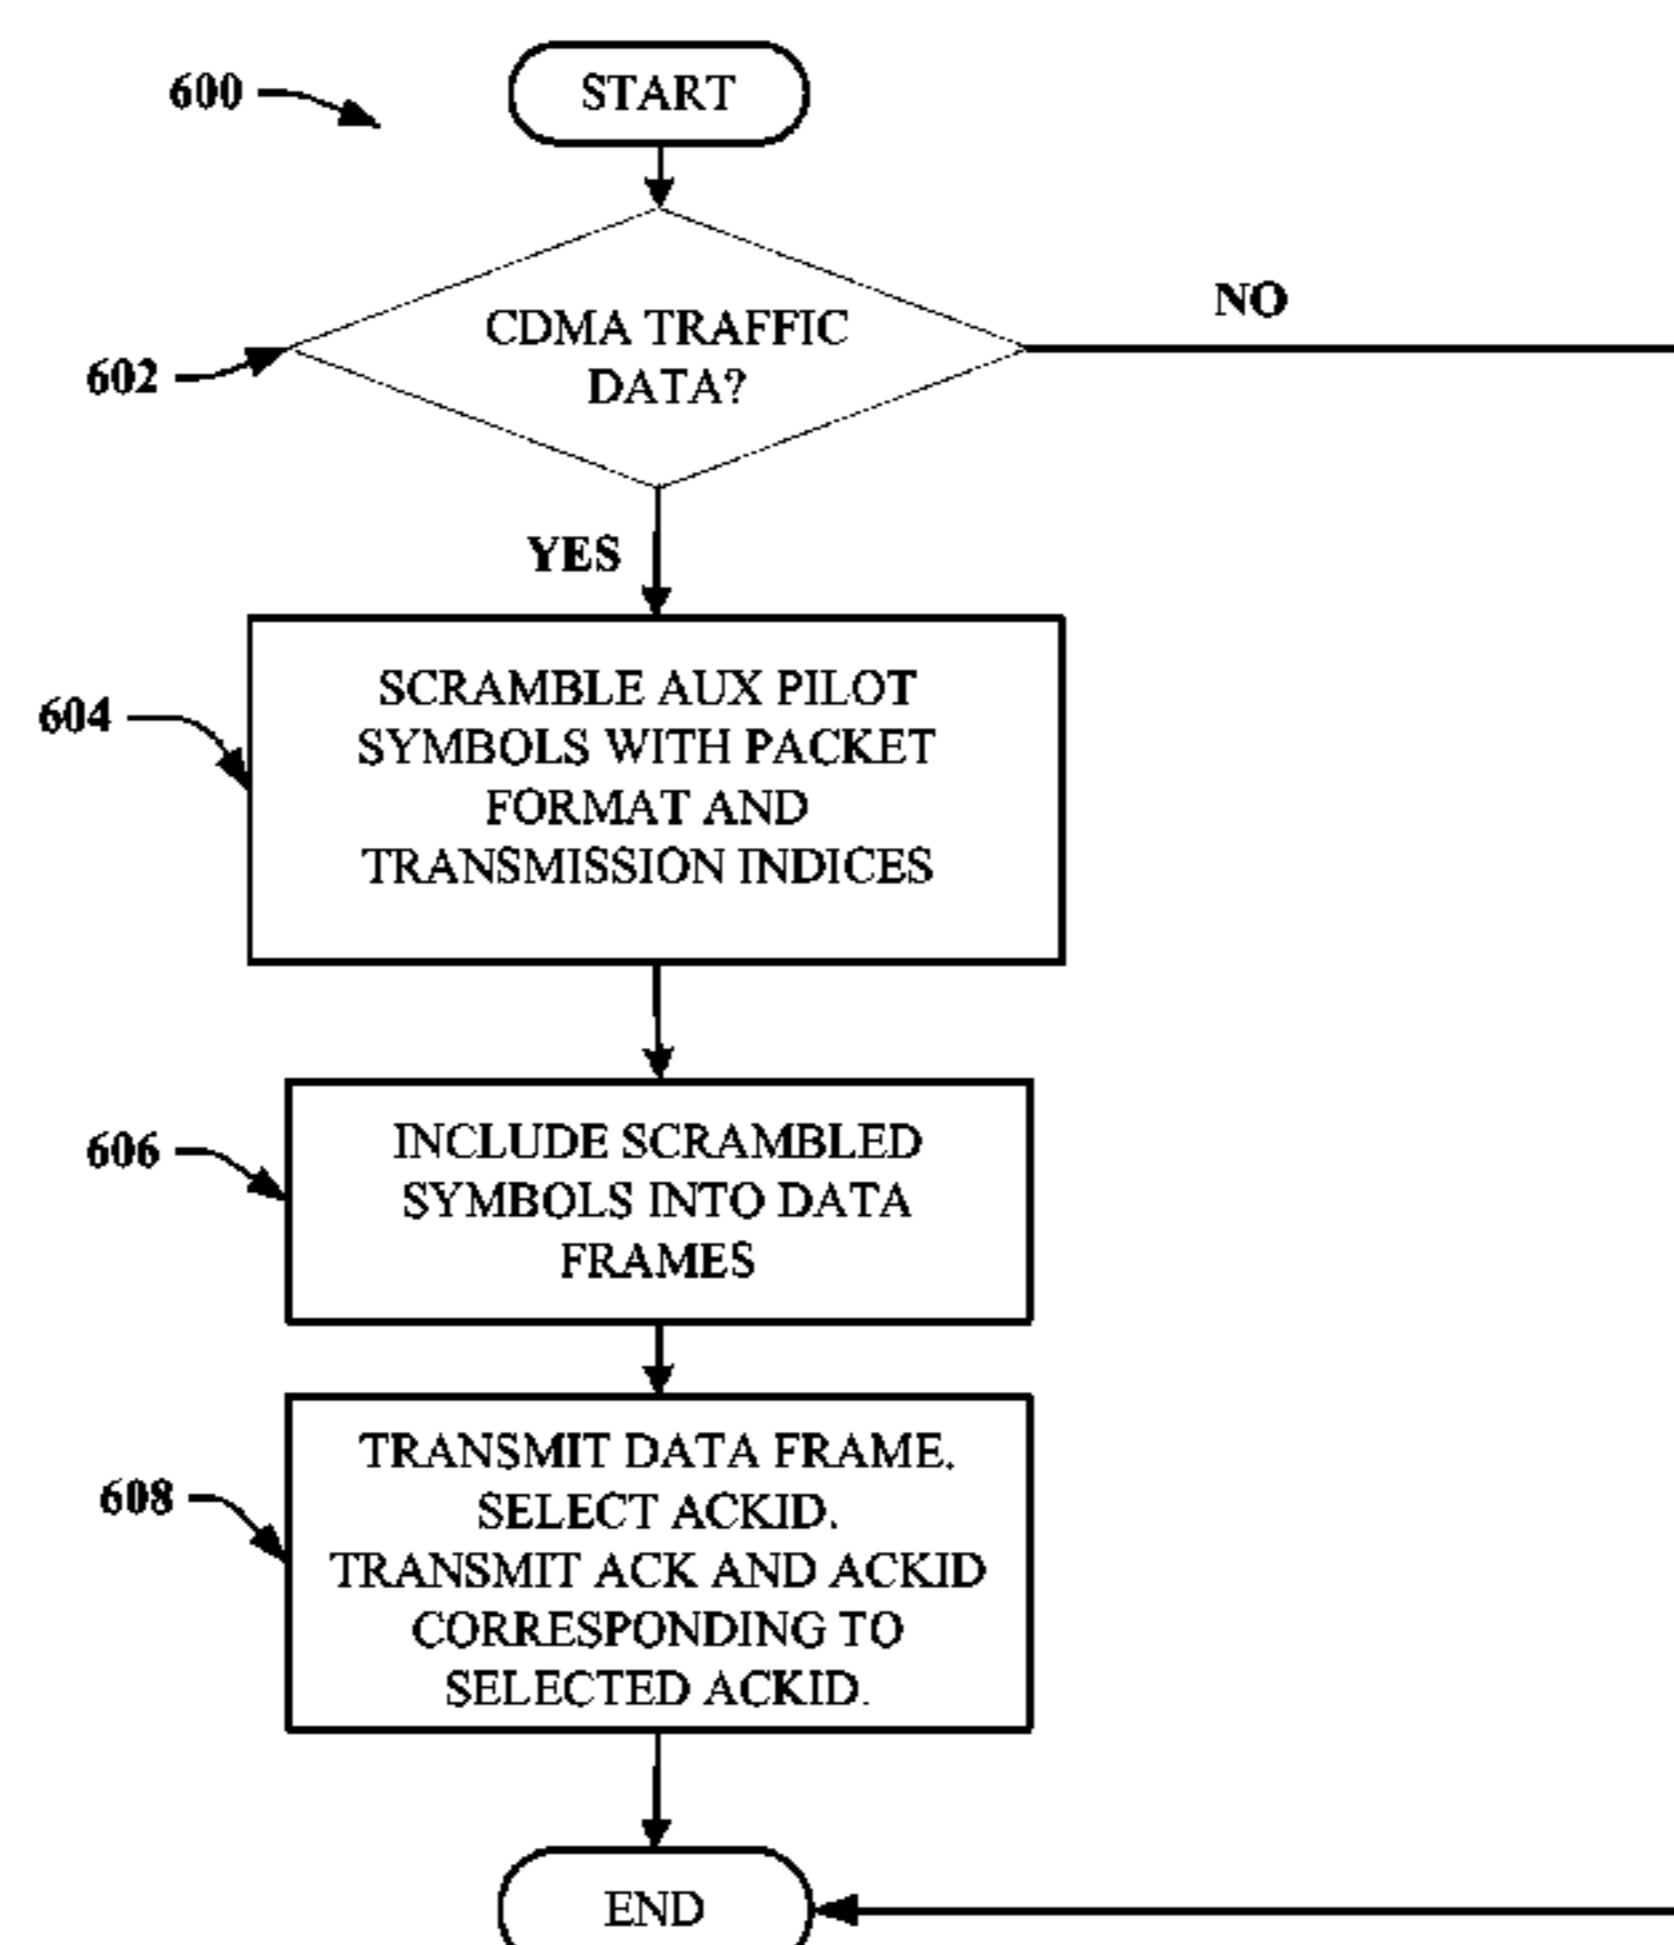 600
START
CDMA TRAFFIC
DATA?
NO
602
YES
604
SCRAMBLE AUX PILOT
SYMBOLS WITH PACKET
FORMAT AND
TRANSMISSION INDICES
606
INCLUDE SCRAMBLED
SYMBOLS INTO DATA
FRAMES
608
TRANSMIT DATA FRAME.
SELECT ACKID.
TRANSMIT ACK AND ACKID
CORRESPONDING TO
SELECTED ACKID.
END